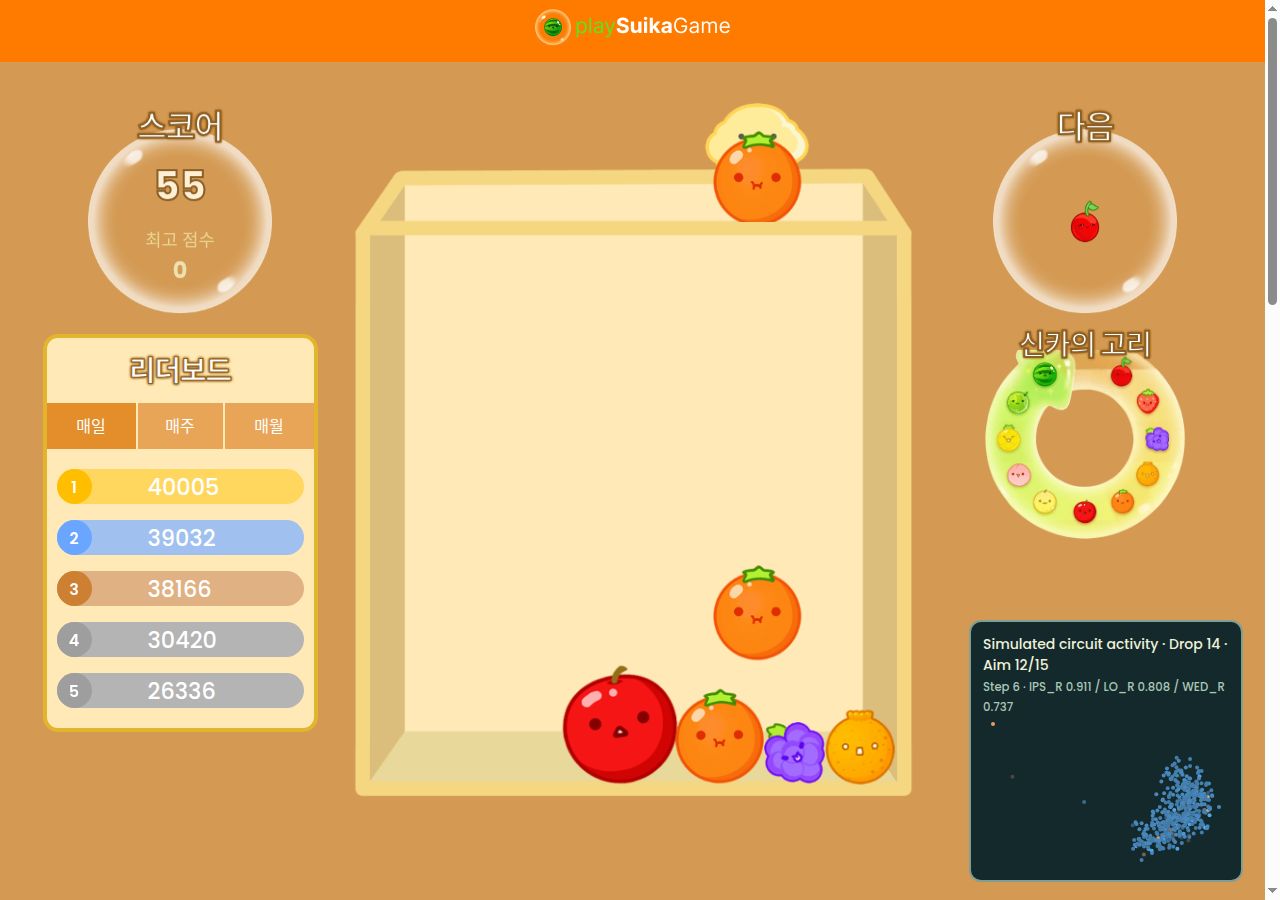 playSuikaGame
스코어
55
최고 점수
0
다음
신카의 고리
리더보드
매일 매주 매월
1 40005
2 39032
3 38166
4 30420
5 26336
Simulated circuit activity · Drop 14 ·
Aim 12/15
Step 6 · IPS_R 0.911 / LO_R 0.808 / WED_R
0.737